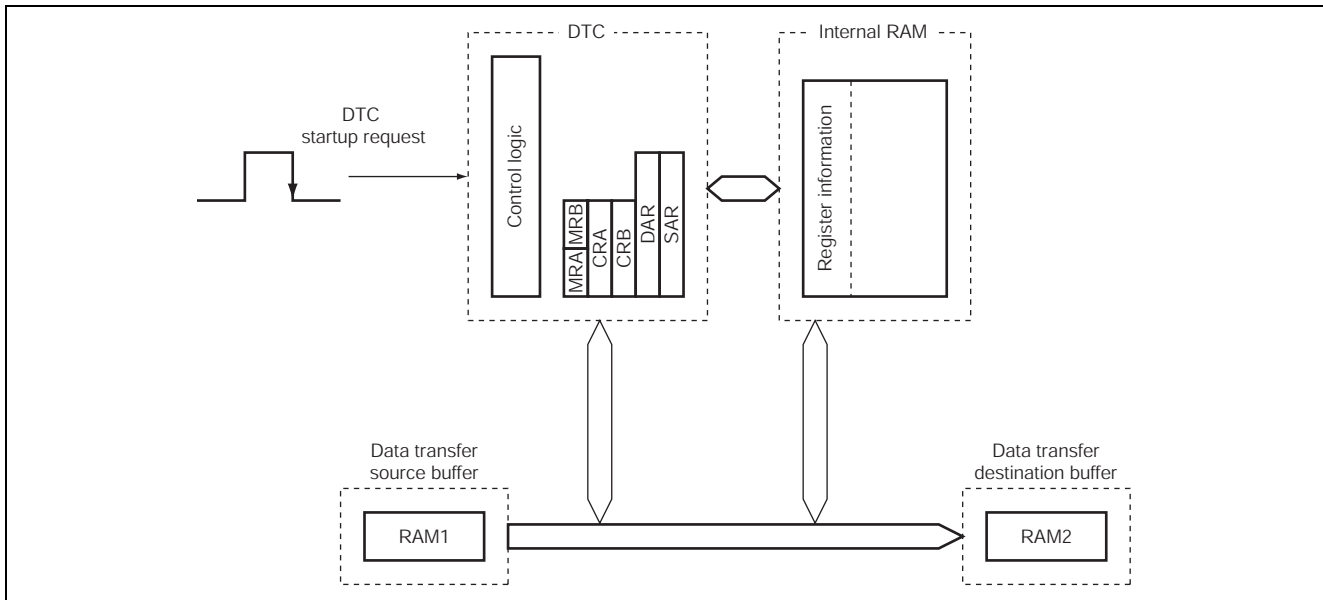 DTC
Internal RAM
DTC
startup request
Control logic
MRA
MRB
CRA
CRB
DAR
SAR
Register information
Data transfer
source buffer
RAM1
Data transfer
destination buffer
RAM2